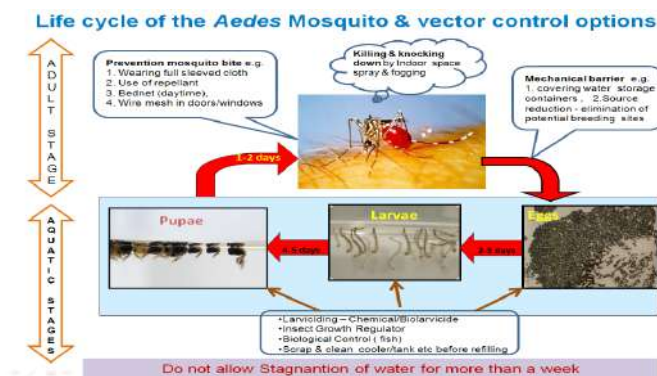 Life cycle of the Aedes Mosquito & vector control options
ADULT STAGE
Prevention mosquito bite e.g.
1. Wearing full sleeved cloth
2. Use of repellant
3. Bednet (daytime),
4. Wire mesh in doors/windows
Killing & knocking
down by Indoor space
spray & fogging
Mechanical barrier e.g.
1. covering water storage
containers , 2.Source
reduction - elimination of
potential breeding sites
1-2 days
AQUATIC STAGES
Pupae
Larvae
Eggs
4-5 days
2-3 days
•Larviciding – Chemical/Biolarvicide
•Insect Growth Regulator
•Biological Control ( fish)
•Scrap & clean cooler/tank etc before refilling
Do not allow Stagnantion of water for more than a week